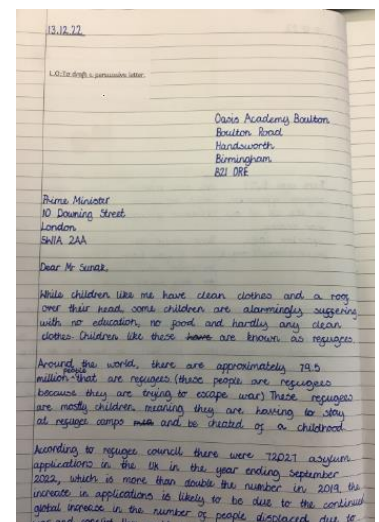 13.12.22
L.O: To draft a persuasive letter.
Oasis Academy Boulton
Boulton Road
Handsworth
Birmingham
B21 0RE
Prime Minister
10 Downing Street
London
SW1A 2AA
Dear Mr Sunak,
While children like me have clean clothes and a roof
over their head, some children are alarmingly suffering
with no education, no food and hardly any clean
clothes. Children like these have are known as refugees.
Around the world, there are approximately 79.5
people
million that are refugees (these people are refugees
because they are trying to escape war) These refugees
are mostly children meaning they are having to stay
at refugee camps and be cheated of a childhood.
According to refugee council there were 72027 asylum
applications in the UK in the year ending September
2022, which is more than double the number in 2019, the
increase in applications is likely to be due to the continued
global increase in the number of people displaced due to